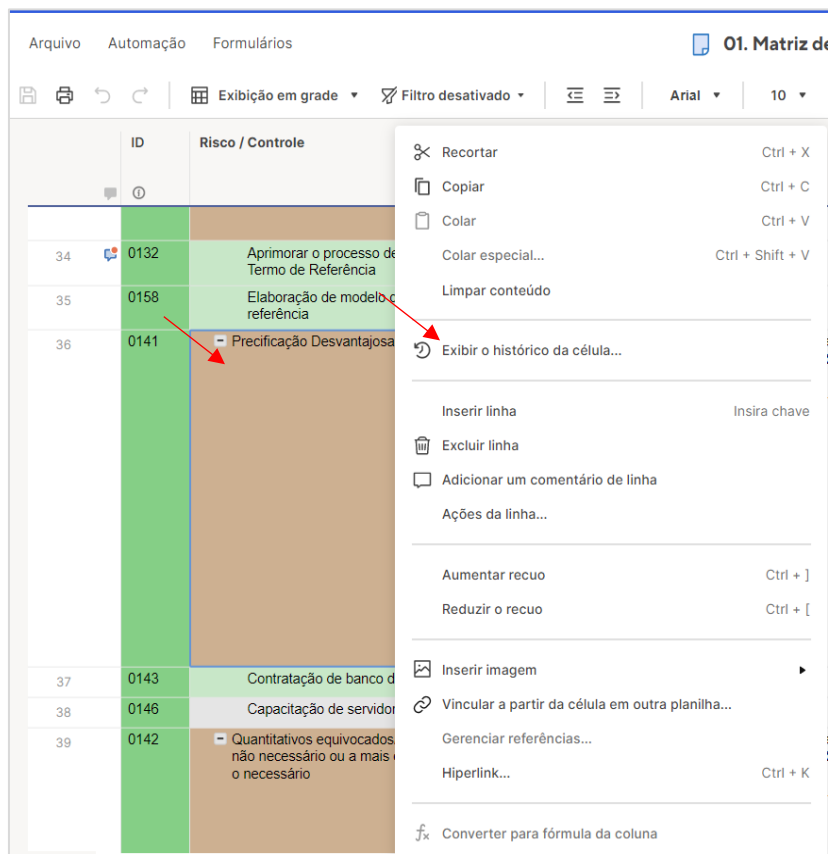 Arquivo Automação Formulários 01. Matriz de
Exibição em grade Filtro desativado Arial 10
ID Risco / Controle
34 0132 Aprimorar o processo de
Termo de Referência
35 0158 Elaboração de modelo
referência
36 0141 Precificação Desvantajosa
37 0143 Contratação de banco d
38 0146 Capacitação de servidor
39 0142 Quantitativos equivocados
não necessário ou a mais
o necessário
Recortar Ctrl + X
Copiar Ctrl + C
Colar Ctrl + V
Colar especial... Ctrl + Shift + V
Limpar conteúdo
Exibir o histórico da célula...
Inserir linha Insira chave
Excluir linha
Adicionar um comentário de linha
Ações da linha...
Aumentar recuo Ctrl + ]
Reduzir o recuo Ctrl + [
Inserir imagem
Vincular a partir da célula em outra planilha...
Gerenciar referências...
Hiperlink... Ctrl + K
fx Converter para fórmula da coluna